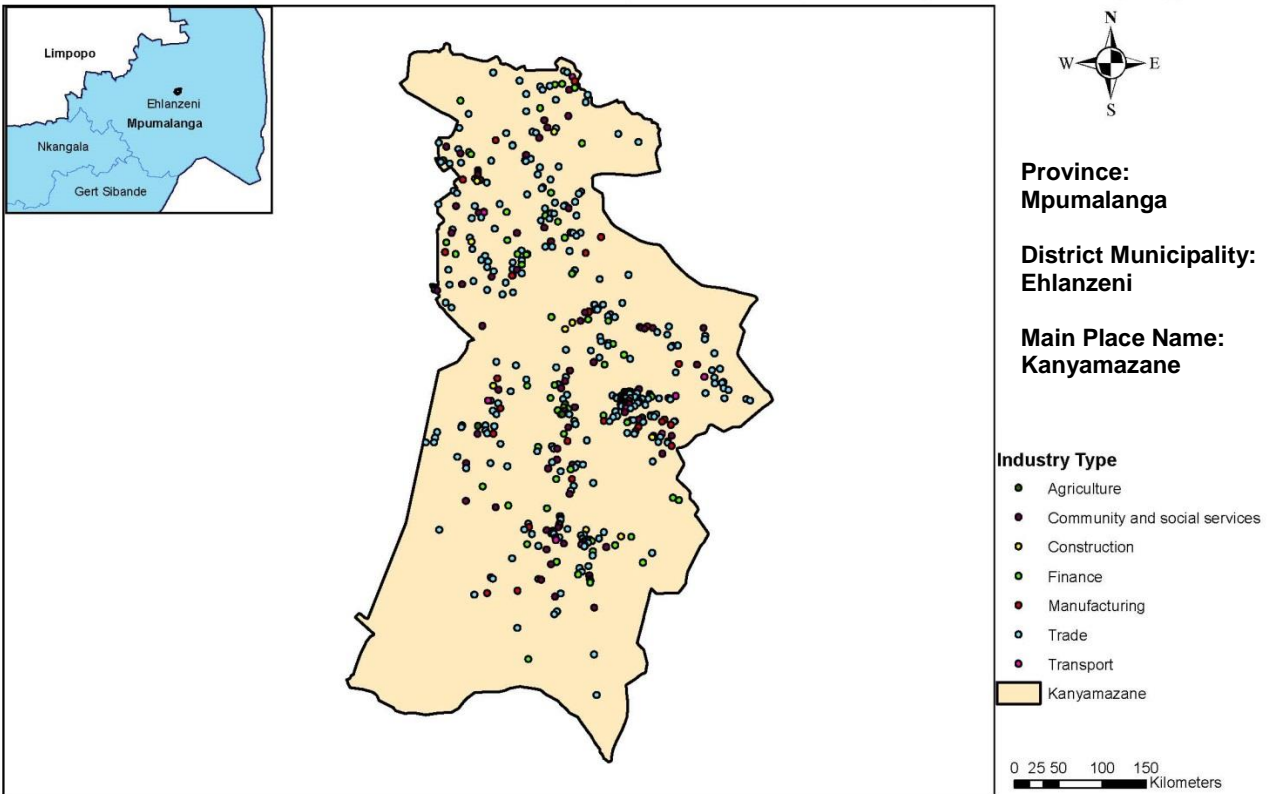 Limpopo
Ehlanzeni
Mpumalanga
Nkangala
Gert Sibande
N
W E
S
Province:
Mpumalanga
District Municipality:
Ehlanzeni
Main Place Name:
Kanyamazane
Industry Type
Agriculture
Community and social services
Construction
Finance
Manufacturing
Trade
Transport
Kanyamazane
0 25 50 100 150
Kilometers